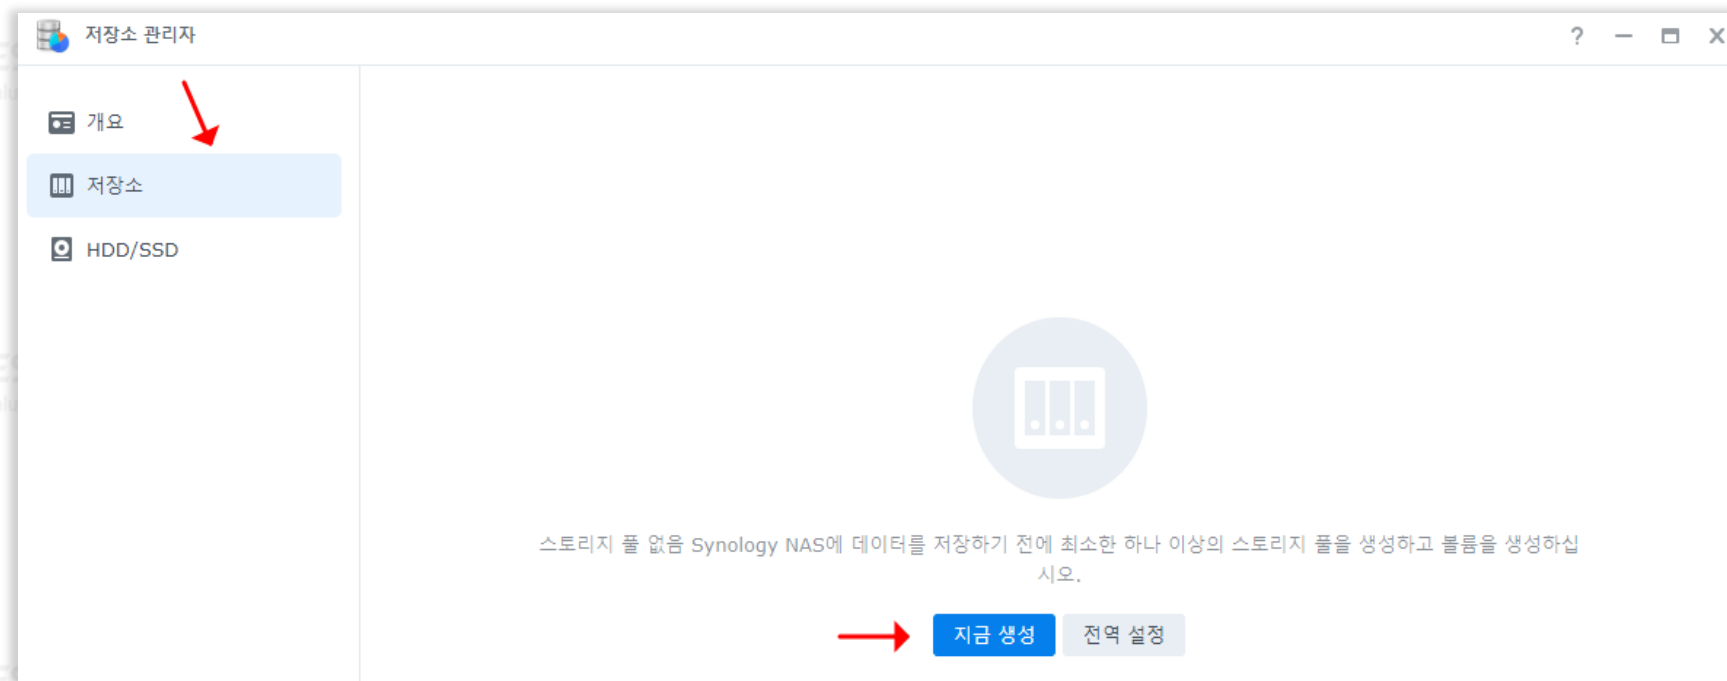 저장소 관리자
개요
저장소
HDD/SSD
스토리지 풀 없음 Synology NAS에 데이터를 저장하기 전에 최소한 하나 이상의 스토리지 풀을 생성하고 볼륨을 생성하십
시오.
지금 생성 전역 설정